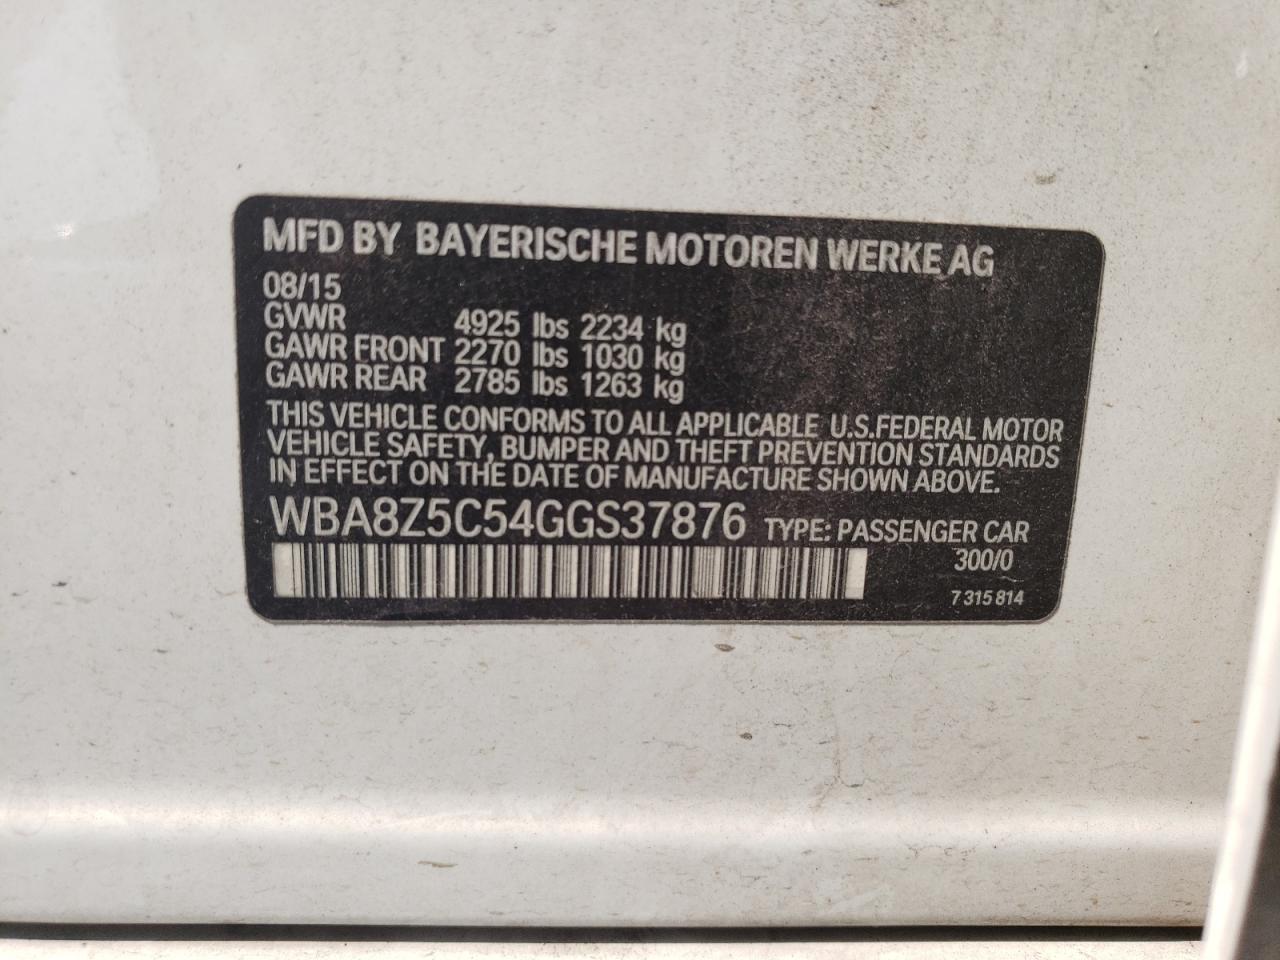 MFD BY BAYERISCHE MOTOREN WERKE AG
08/15
GVWR 4925 lbs 2234 kg
GAWR FRONT 2270 lbs 1030 kg
GAWR REAR 2785 lbs 1263 kg
THIS VEHICLE CONFORMS TO ALL APPLICABLE U.S.FEDERAL MOTOR
VEHICLE SAFETY, BUMPER AND THEFT PREVENTION STANDARDS
IN EFFECT ON THE DATE OF MANUFACTURE SHOWN ABOVE.
WBA8Z5C54GGS37876 TYPE: PASSENGER CAR
300/0
7 315 814